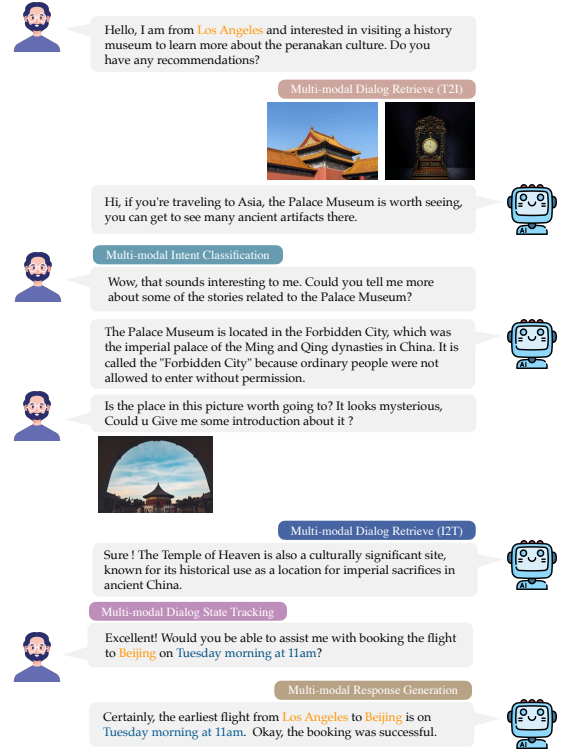 Hello, I am from Los Angeles and interested in visiting a history
museum to learn more about the peranakan culture. Do you
have any recommendations?
Multi-modal Dialog Retrieve (T2I)
Hi, if you're traveling to Asia, the Palace Museum is worth seeing,
you can get to see many ancient artifacts there.
AI
Multi-modal Intent Classification
Wow, that sounds interesting to me. Could you tell me more
about some of the stories related to the Palace Museum?
The Palace Museum is located in the Forbidden City, which was
the imperial palace of the Ming and Qing dynasties in China. It is
called the "Forbidden City" because ordinary people were not
allowed to enter without permission.
AI
Is the place in this picture worth going to? It looks mysterious,
Could u Give me some introduction about it ?
Multi-modal Dialog Retrieve (I2T)
Sure ! The Temple of Heaven is also a culturally significant site,
known for its historical use as a location for imperial sacrifices in
ancient China.
AI
Multi-modal Dialog State Tracking
Excellent! Would you be able to assist me with booking the flight
to Beijing on Tuesday morning at 11am?
Multi-modal Response Generation
Certainly, the earliest flight from Los Angeles to Beijing is on
Tuesday morning at 11am. Okay, the booking was successful.
AI